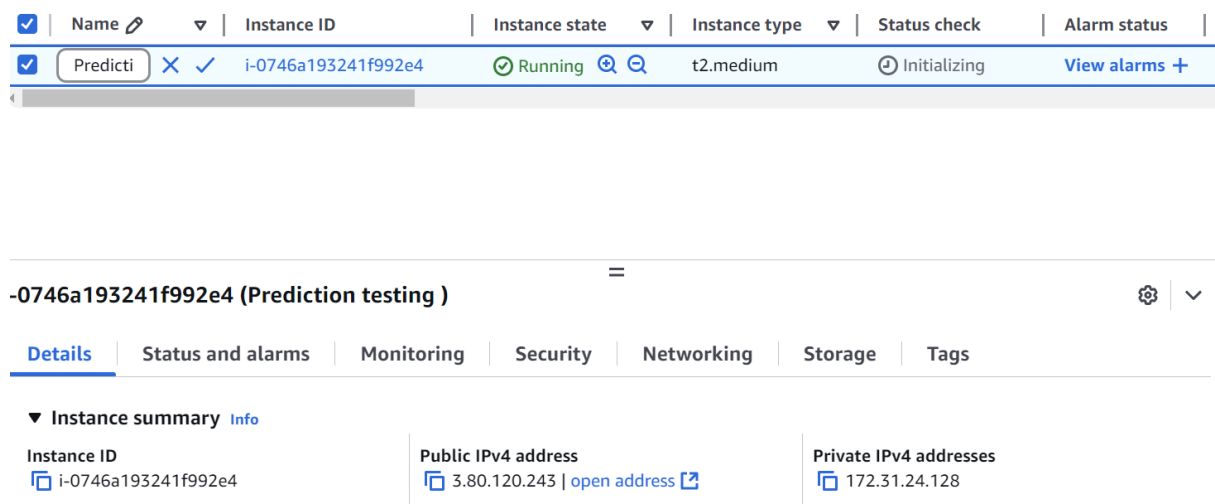 Name Instance ID Instance state Instance type Status check Alarm status
Predicti i-0746a193241f992e4 Running t2.medium Initializing View alarms +
-0746a193241f992e4 (Prediction testing )
Details Status and alarms Monitoring Security Networking Storage Tags
Instance summary Info
Instance ID Public IPv4 address Private IPv4 addresses
i-0746a193241f992e4 3.80.120.243 | open address 172.31.24.128